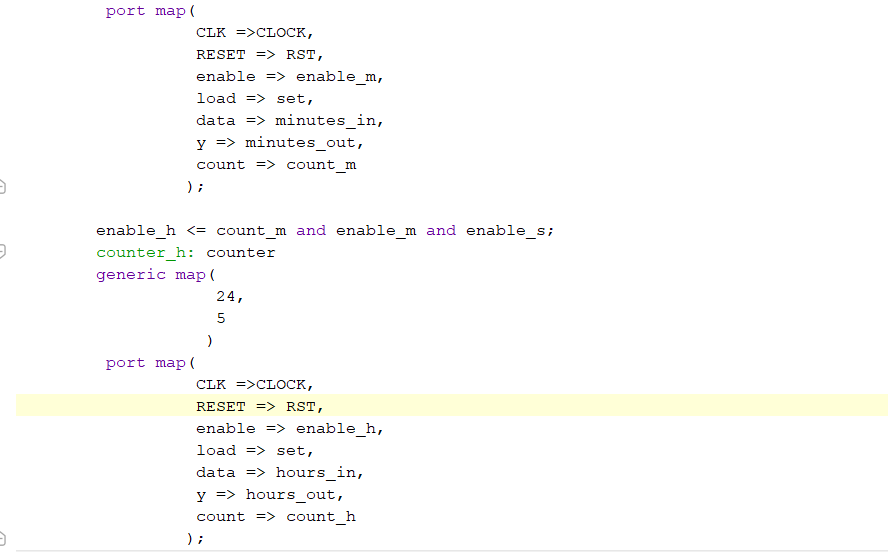 port map(
CLK =>CLOCK,
RESET => RST,
enable => enable_m,
load => set,
data => minutes_in,
y => minutes_out,
count => count_m
);
enable_h <= count_m and enable_m and enable_s;
counter_h: counter
generic map(
24,
5
)
port map(
CLK =>CLOCK,
RESET => RST,
enable => enable_h,
load => set,
data => hours_in,
y => hours_out,
count => count_h
);